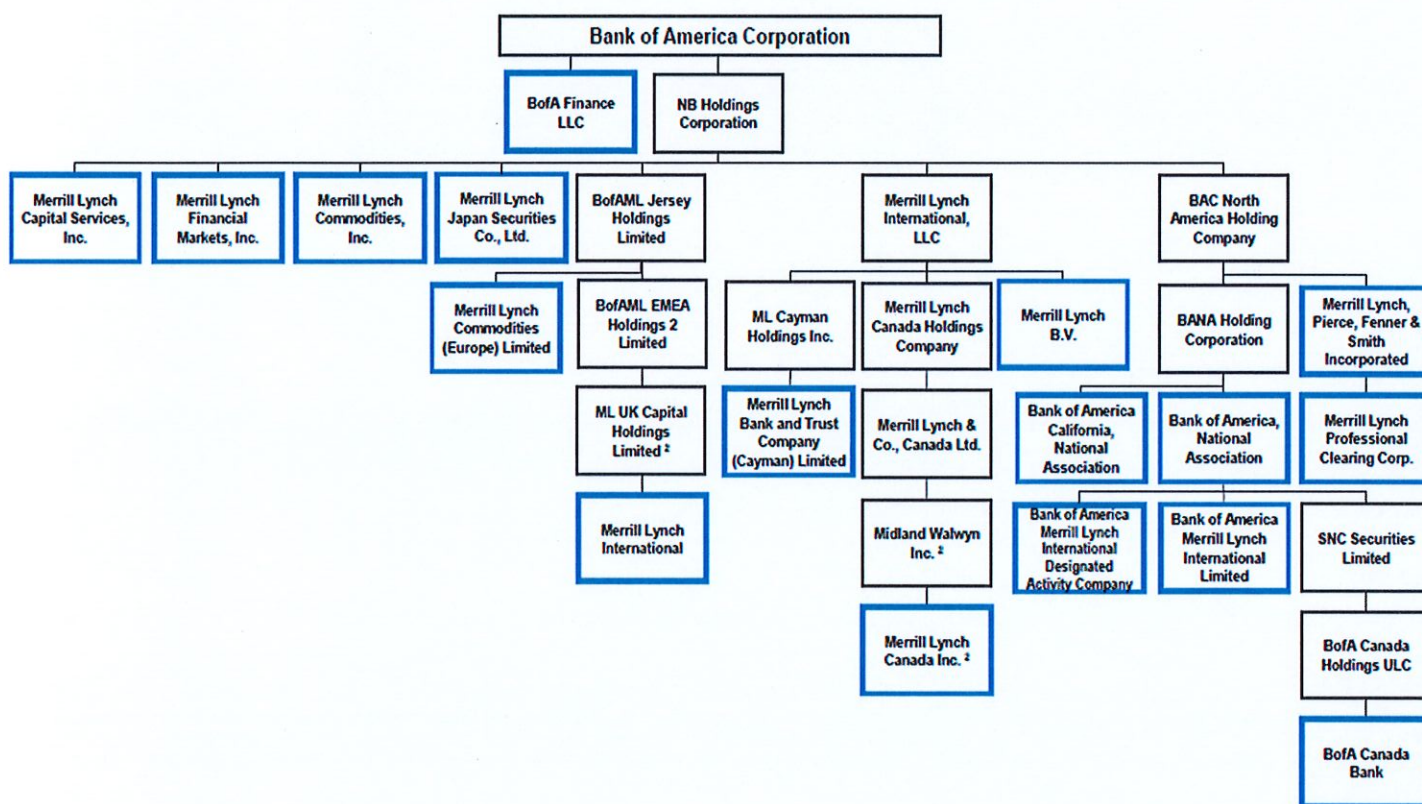 Bank of America Corporation
BofA Finance
LLC
NB Holdings
Corporation
Merrill Lynch
Capital Services,
Inc.
Merrill Lynch
Financial
Markets, Inc.
Merrill Lynch
Commodities,
Inc.
Merrill Lynch
Japan Securities
Co., Ltd.
BofAML Jersey
Holdings
Limited
Merrill Lynch
International,
LLC
BAC North
America Holding
Company
Merrill Lynch
Commodities
(Europe) Limited
BofAML EMEA
Holdings 2
Limited
ML Cayman
Holdings Inc.
Merrill Lynch
Canada Holdings
Company
Merrill Lynch
B.V.
BANA Holding
Corporation
Merrill Lynch,
Pierce, Fenner &
Smith
Incorporated
ML UK Capital
Holdings
Limited ²
Merrill Lynch
Bank and Trust
Company
(Cayman) Limited
Merrill Lynch &
Co., Canada Ltd.
Bank of America
California,
National
Association
Bank of America,
National
Association
Merrill Lynch
Professional
Clearing Corp.
Merrill Lynch
International
Midland Walwyn
Inc. ²
Bank of America
Merrill Lynch
International
Designated
Activity Company
Bank of America
Merrill Lynch
International
Limited
SNC Securities
Limited
Merrill Lynch
Canada Inc. ²
BofA Canada
Holdings ULC
BofA Canada
Bank